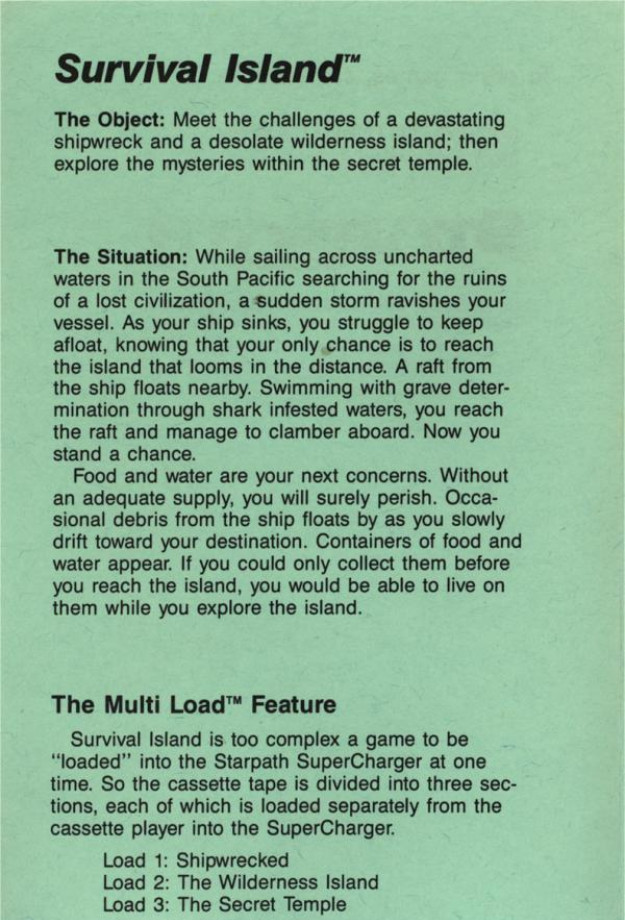 Survival Island™
The Object: Meet the challenges of a devastating
shipwreck and a desolate wilderness island; then
explore the mysteries within the secret temple.
The Situation: While sailing across uncharted
waters in the South Pacific searching for the ruins
of a lost civilization, a sudden storm ravishes your
vessel. As your ship sinks, you struggle to keep
afloat, knowing that your only chance is to reach
the island that looms in the distance. A raft from
the ship floats nearby. Swimming with grave deter-
mination through shark infested waters, you reach
the raft and manage to clamber aboard. Now you
stand a chance.
Food and water are your next concerns. Without
an adequate supply, you will surely perish. Occa-
sional debris from the ship floats by as you slowly
drift toward your destination. Containers of food and
water appear. If you could only collect them before
you reach the island, you would be able to live on
them while you explore the island.
The Multi Load™ Feature
Survival Island is too complex a game to be
"loaded" into the Starpath SuperCharger at one
time. So the cassette tape is divided into three sec-
tions, each of which is loaded separately from the
cassette player into the SuperCharger.
Load 1: Shipwrecked
Load 2: The Wilderness Island
Load 3: The Secret Temple